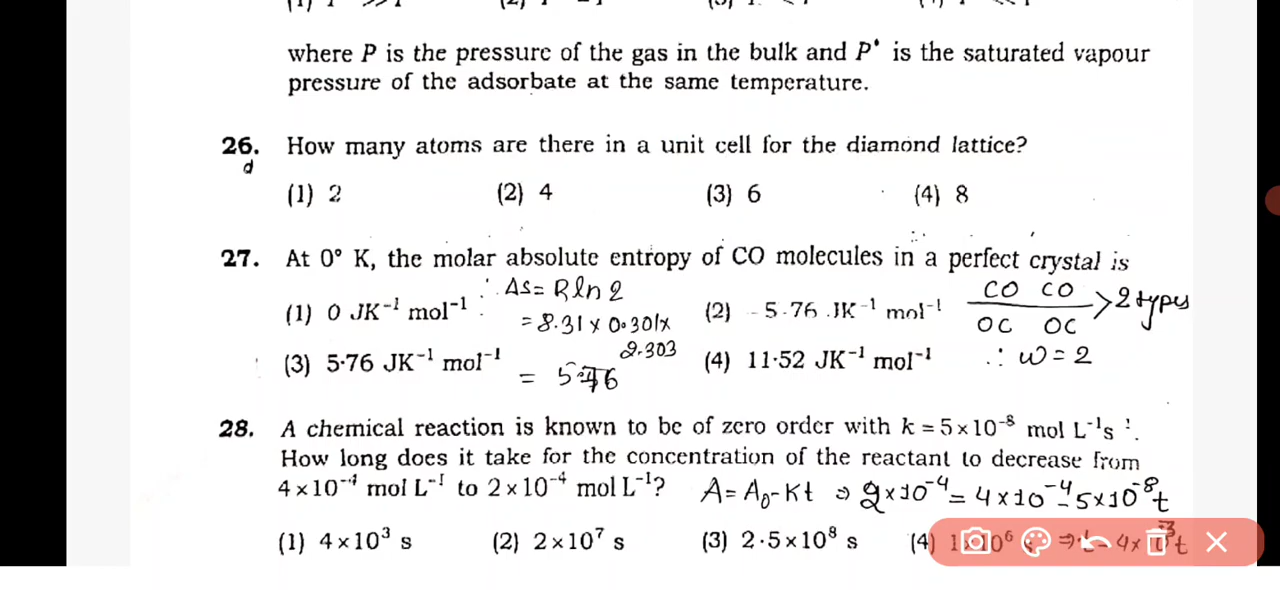 where P is the pressure of the gas in the bulk and P• is the saturated vapour
pressure of the adsorbate at the same temperature.
26. How many atoms are there in a unit cell for the diamond lattice?
d
(1) 2 (2) 4 (3) 6 (4) 8
27. At 0° K, the molar absolute entropy of CO molecules in a perfect crystal is
(1) 0 JK⁻¹ mol⁻¹ ∴ ΔS = R ln 2 (2) - 5·76 JK⁻¹ mol⁻¹ CO CO
= 8.31 × 0.301 × OC OC > 2 types
2.303
(3) 5·76 JK⁻¹ mol⁻¹ = 5.76 (4) 11·52 JK⁻¹ mol⁻¹ ∴ ω = 2
28. A chemical reaction is known to be of zero order with k = 5×10⁻⁸ mol L⁻¹s⁻¹.
How long does it take for the concentration of the reactant to decrease from
4×10⁻⁴ mol L⁻¹ to 2×10⁻⁴ mol L⁻¹? A = A₀ - Kt ⇒ 2×10⁻⁴ = 4×10⁻⁴ - 5×10⁻⁸t
(1) 4×10³ s (2) 2×10⁷ s (3) 2·5×10⁸ s (4)